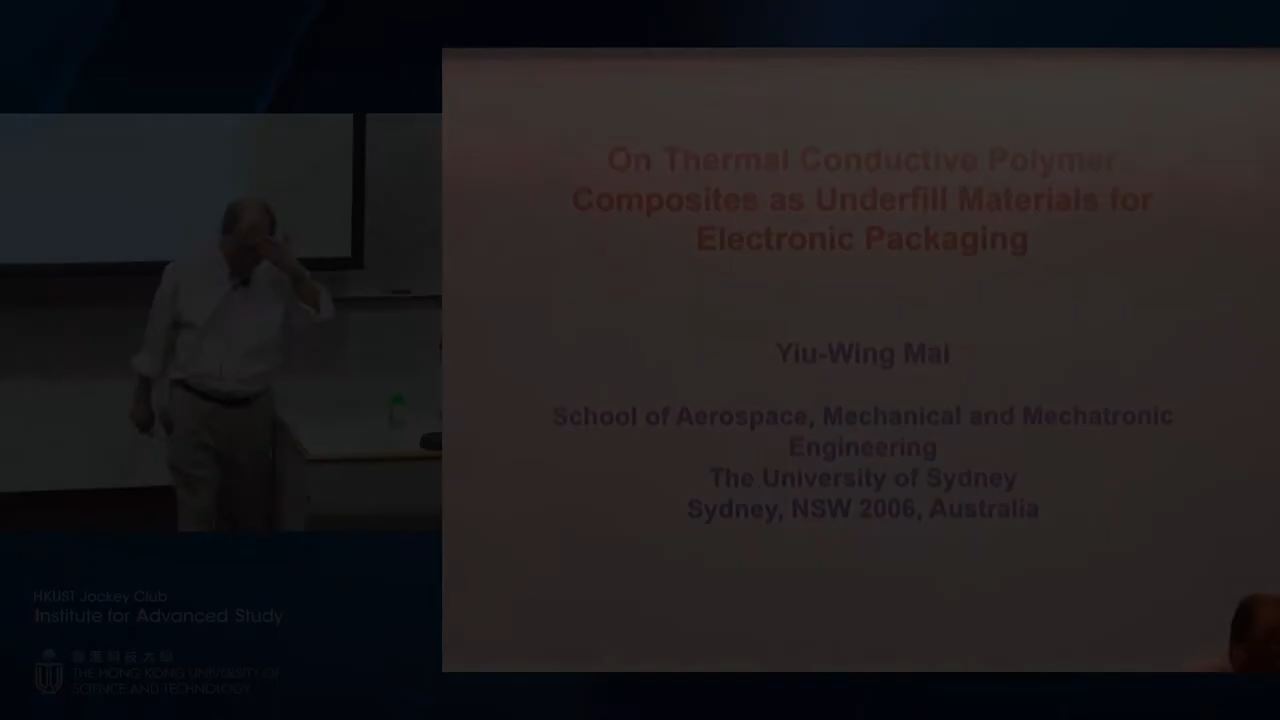 On Thermal Conductive Polymer
Composites as Underfill Materials for
Electronic Packaging
Yiu-Wing Mai
School of Aerospace, Mechanical and Mechatronic
Engineering
The University of Sydney
Sydney, NSW 2006, Australia
HKUST Jockey Club
Institute for Advanced Study
香港科技大學
THE HONG KONG UNIVERSITY OF
SCIENCE AND TECHNOLOGY